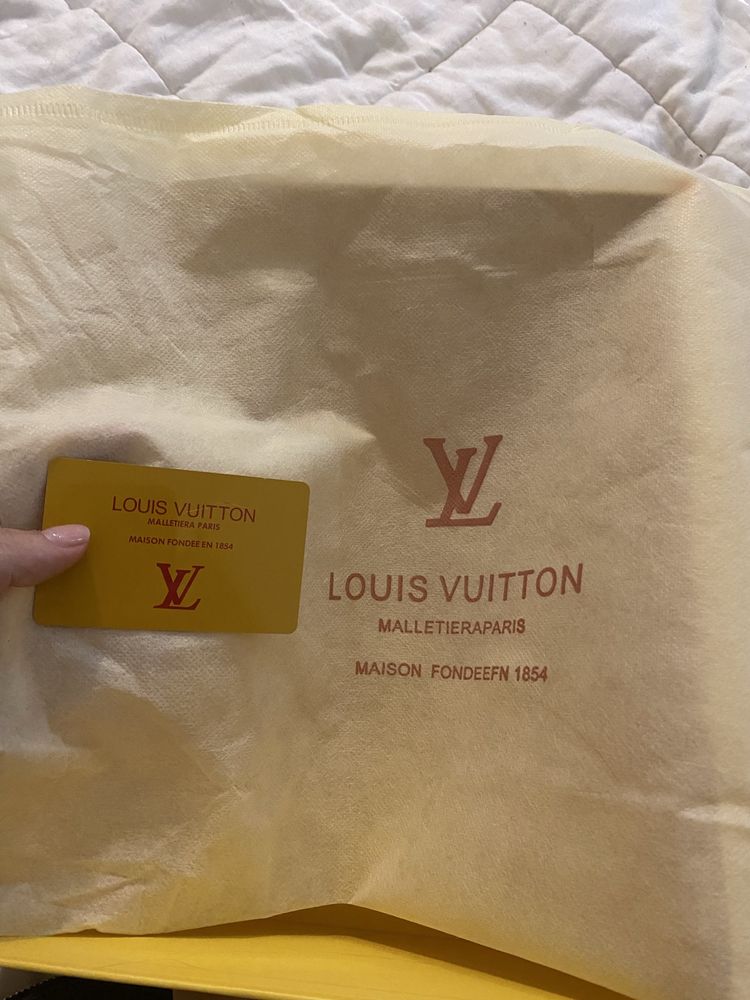 LOUIS VUITTON
MALLETIERA PARIS
MAISON FONDEE EN 1854
LV
LV
LOUIS VUITTON
MALLETIERAPARIS
MAISON FONDEEFN 1854